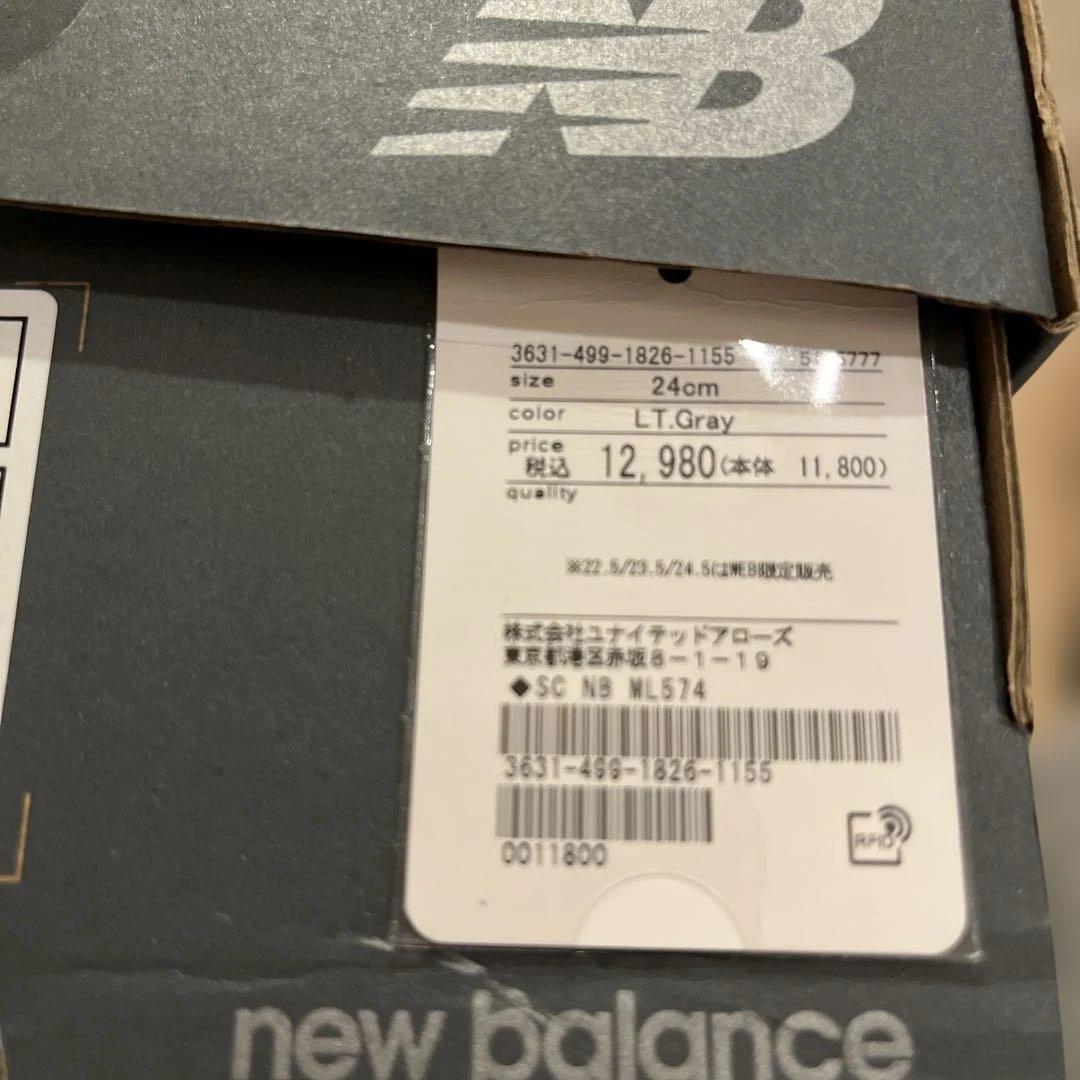 NB
3631-499-1826-1155
size 24cm
color LT.Gray
price
税込 12,980(本体 11,800)
quality
※22.5/23.5/24.5はWEB限定販売
株式会社ユナイテッドアローズ
東京都港区赤坂8-1-19
◆SC NB ML574
3631-499-1826-1155
0011800
RFID
new balance